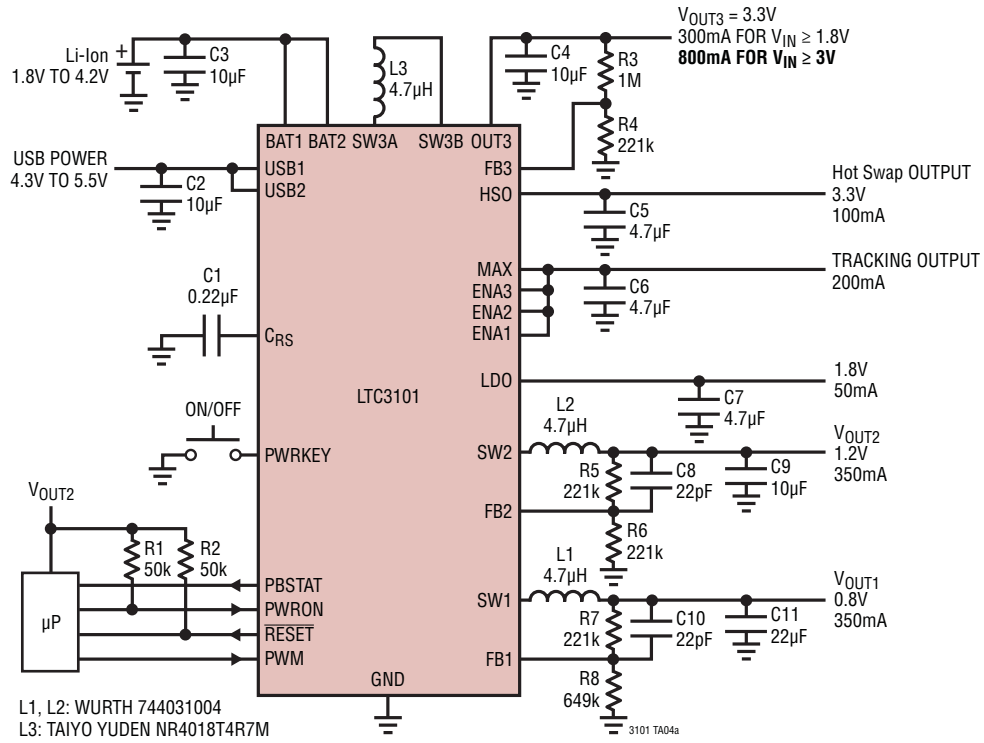 Li-Ion
1.8V TO 4.2V
+
C3
10µF
L3
4.7µH
C4
10µF
R3
1M
R4
221k
VOUT3 = 3.3V
300mA FOR VIN ≥ 1.8V
800mA FOR VIN ≥ 3V
BAT1 BAT2 SW3A SW3B OUT3
USB POWER
4.3V TO 5.5V
C2
10µF
USB1
USB2
FB3
HSO
Hot Swap OUTPUT
3.3V
100mA
C5
4.7µF
MAX
ENA3
ENA2
ENA1
TRACKING OUTPUT
200mA
C6
4.7µF
C1
0.22µF
CRS
LTC3101
LDO
1.8V
50mA
C7
4.7µF
ON/OFF
PWRKEY
SW2
L2
4.7µH
R5
221k
C8
22pF
C9
10µF
VOUT2
1.2V
350mA
FB2
R6
221k
VOUT2
R1
50k
R2
50k
µP
PBSTAT
PWRON
RESET
PWM
SW1
L1
4.7µH
R7
221k
C10
22pF
C11
22µF
VOUT1
0.8V
350mA
FB1
R8
649k
GND
L1, L2: WURTH 744031004
L3: TAIYO YUDEN NR4018T4R7M
3101 TA04a